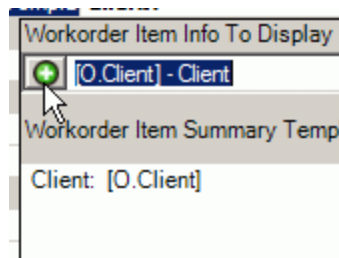 Workorder Item Info To Display
[O.Client] - Client
Workorder Item Summary Temp
Client: [O.Client]